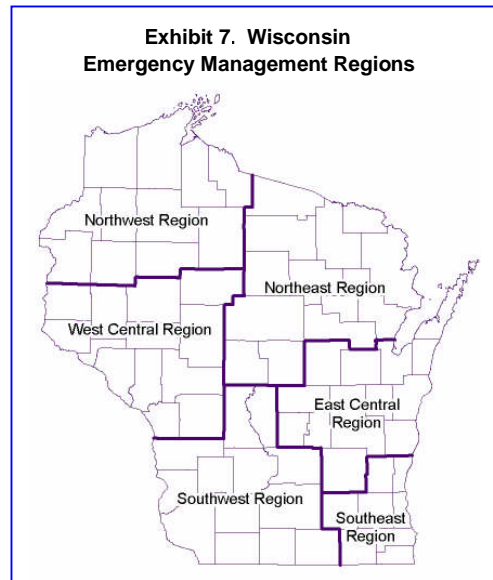 Exhibit 7. Wisconsin
Emergency Management Regions
Northwest Region
Northeast Region
West Central Region
East Central
Region
Southwest Region
Southeast
Region